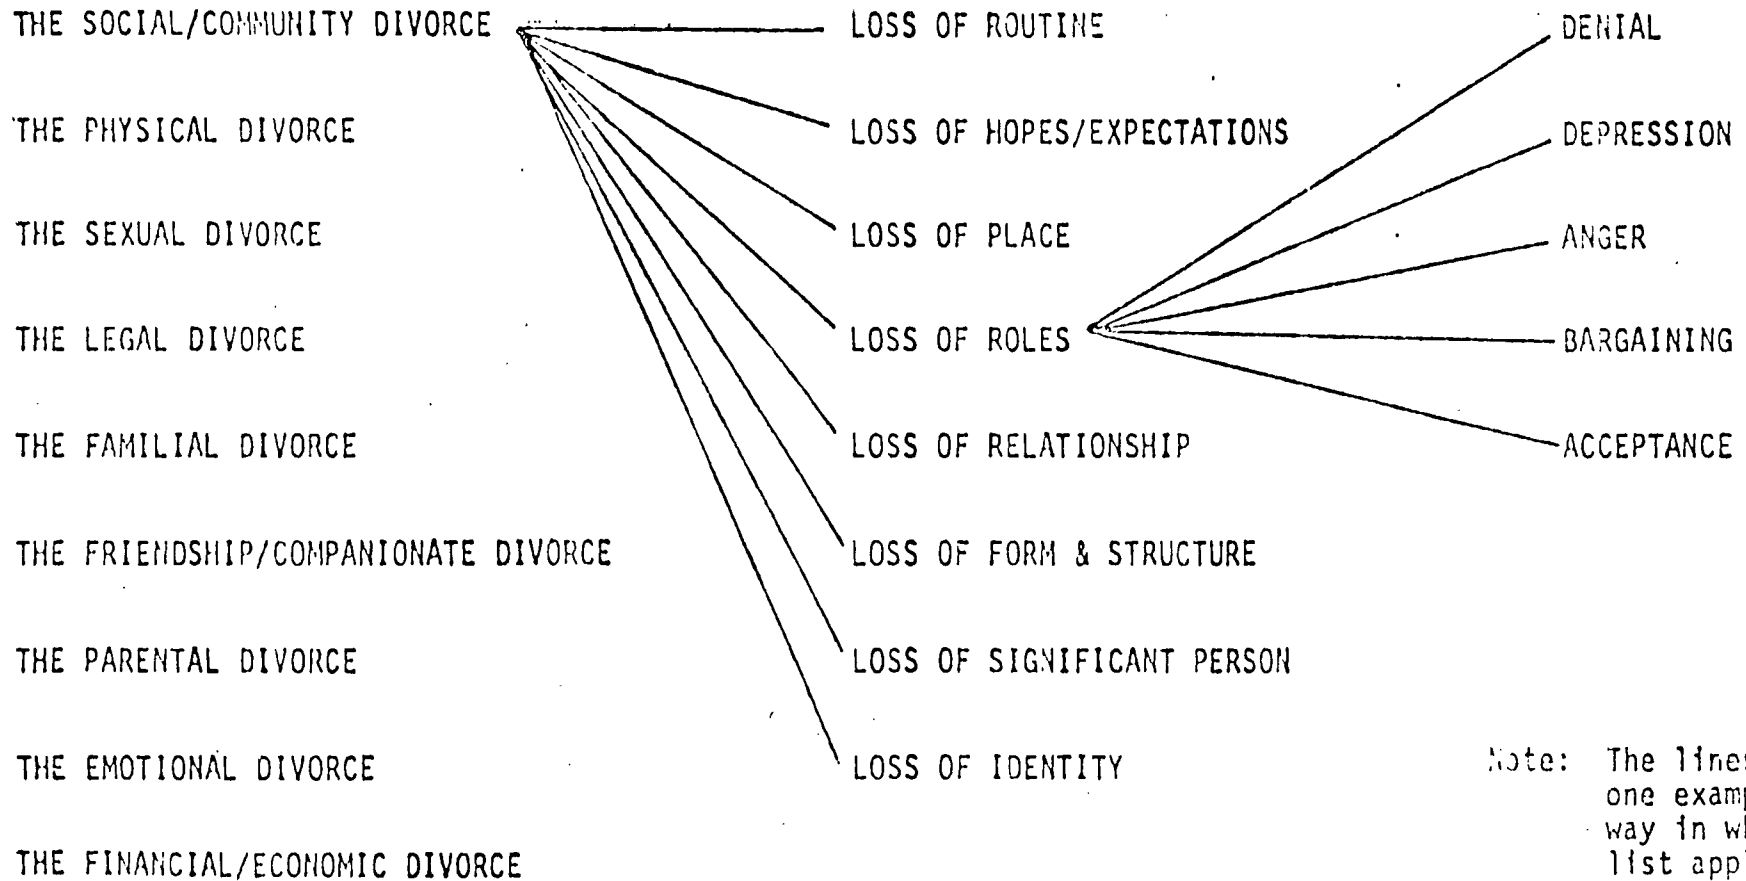 THE SOCIAL/COMMUNITY DIVORCE
THE PHYSICAL DIVORCE
THE SEXUAL DIVORCE
THE LEGAL DIVORCE
THE FAMILIAL DIVORCE
THE FRIENDSHIP/COMPANIONATE DIVORCE
THE PARENTAL DIVORCE
THE EMOTIONAL DIVORCE
THE FINANCIAL/ECONOMIC DIVORCE
LOSS OF ROUTINE
LOSS OF HOPES/EXPECTATIONS
LOSS OF PLACE
LOSS OF ROLES
LOSS OF RELATIONSHIP
LOSS OF FORM & STRUCTURE
LOSS OF SIGNIFICANT PERSON
LOSS OF IDENTITY
DENIAL
DEPRESSION
ANGER
BARGAINING
ACCEPTANCE
Note: The lines
one
way in
list